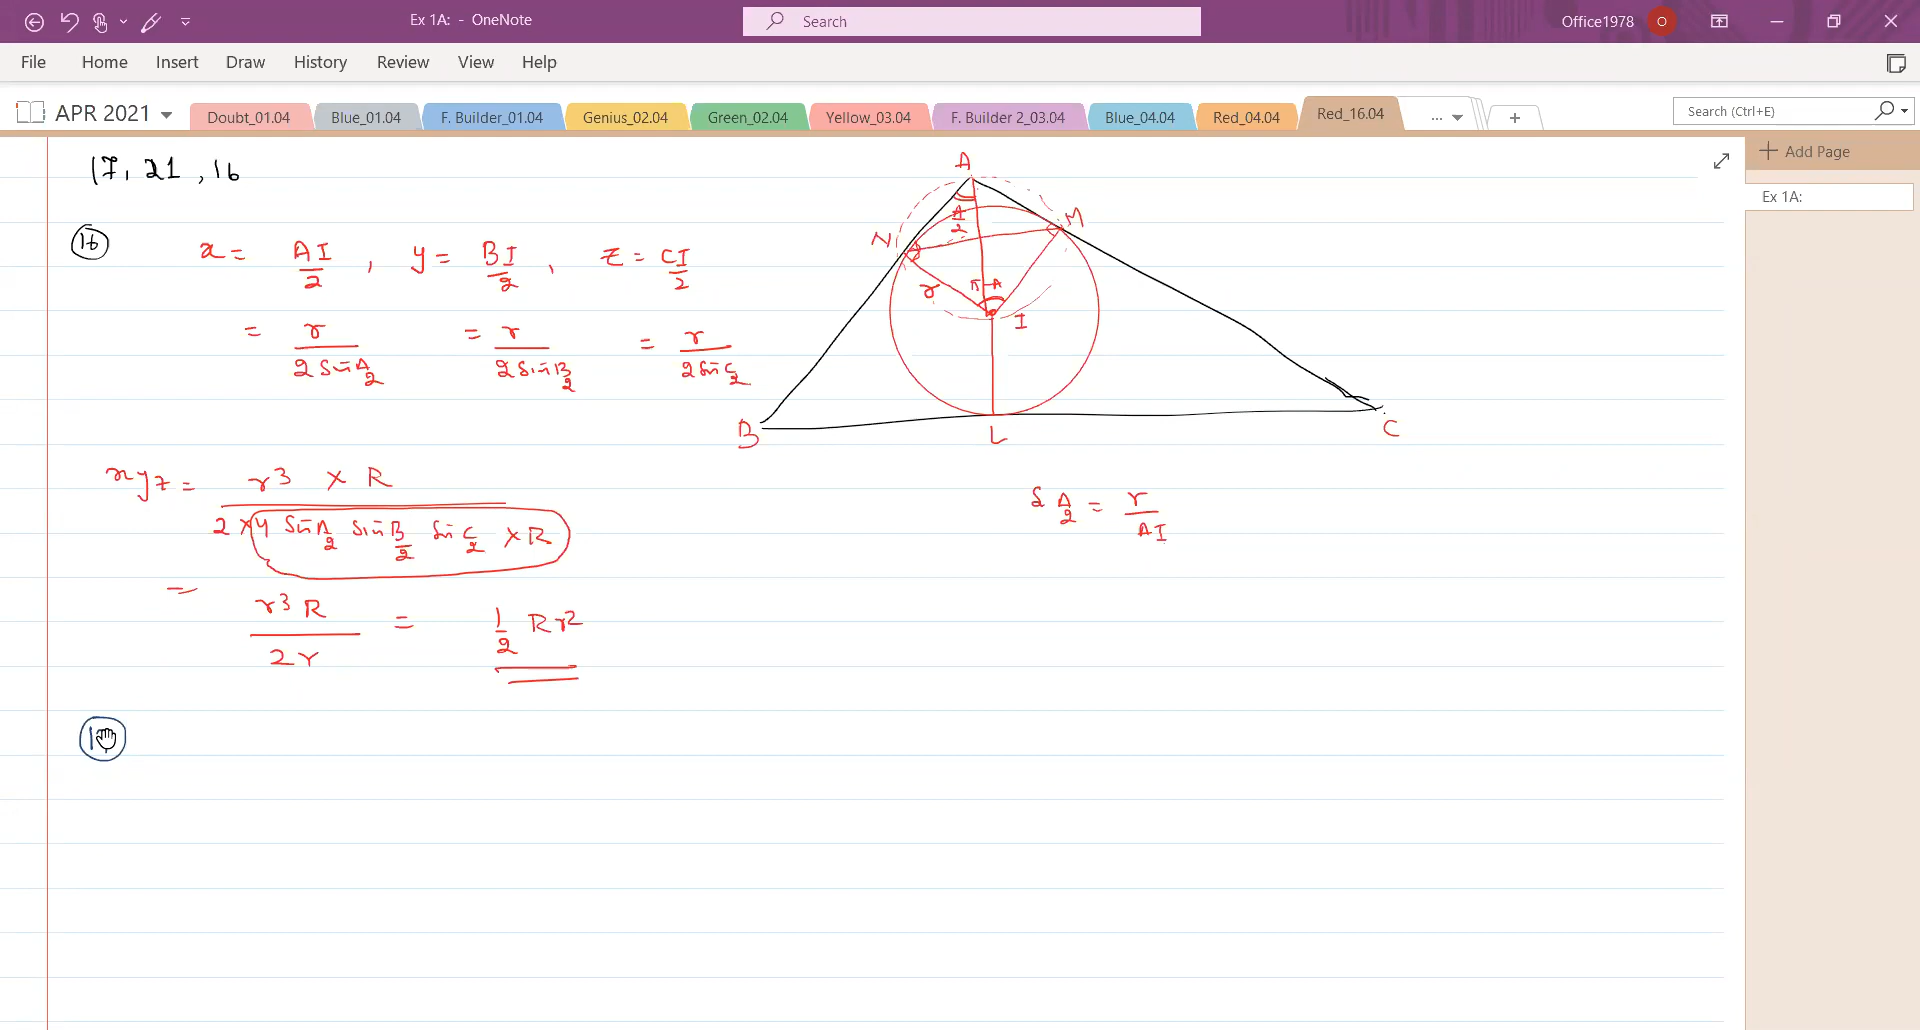 Ex 1A: - OneNote
Search
Office1978
O
File Home Insert Draw History Review View Help
APR 2021
Doubt_01.04 Blue_01.04 F. Builder_01.04 Genius_02.04 Green_02.04 Yellow_03.04 F. Builder 2_03.04 Blue_04.04 Red_04.04 Red_16.04 ... +
Search (Ctrl+E)
Add Page
Ex 1A:
17, 21, 16
16
x = AI/2 , y = BI/2 , z = CI/2
= r/(2 sin A/2) = r/(2 sin B/2) = r/(2 sin C/2)
xyz = (r³ × R)/(2 × 4 sin A/2 sin B/2 sin C/2 × R)
= r³R/2r = 1/2 Rr²
1
A
A/2
N
M
r
π-A
I
B
L
C
S A/2 = r/AI